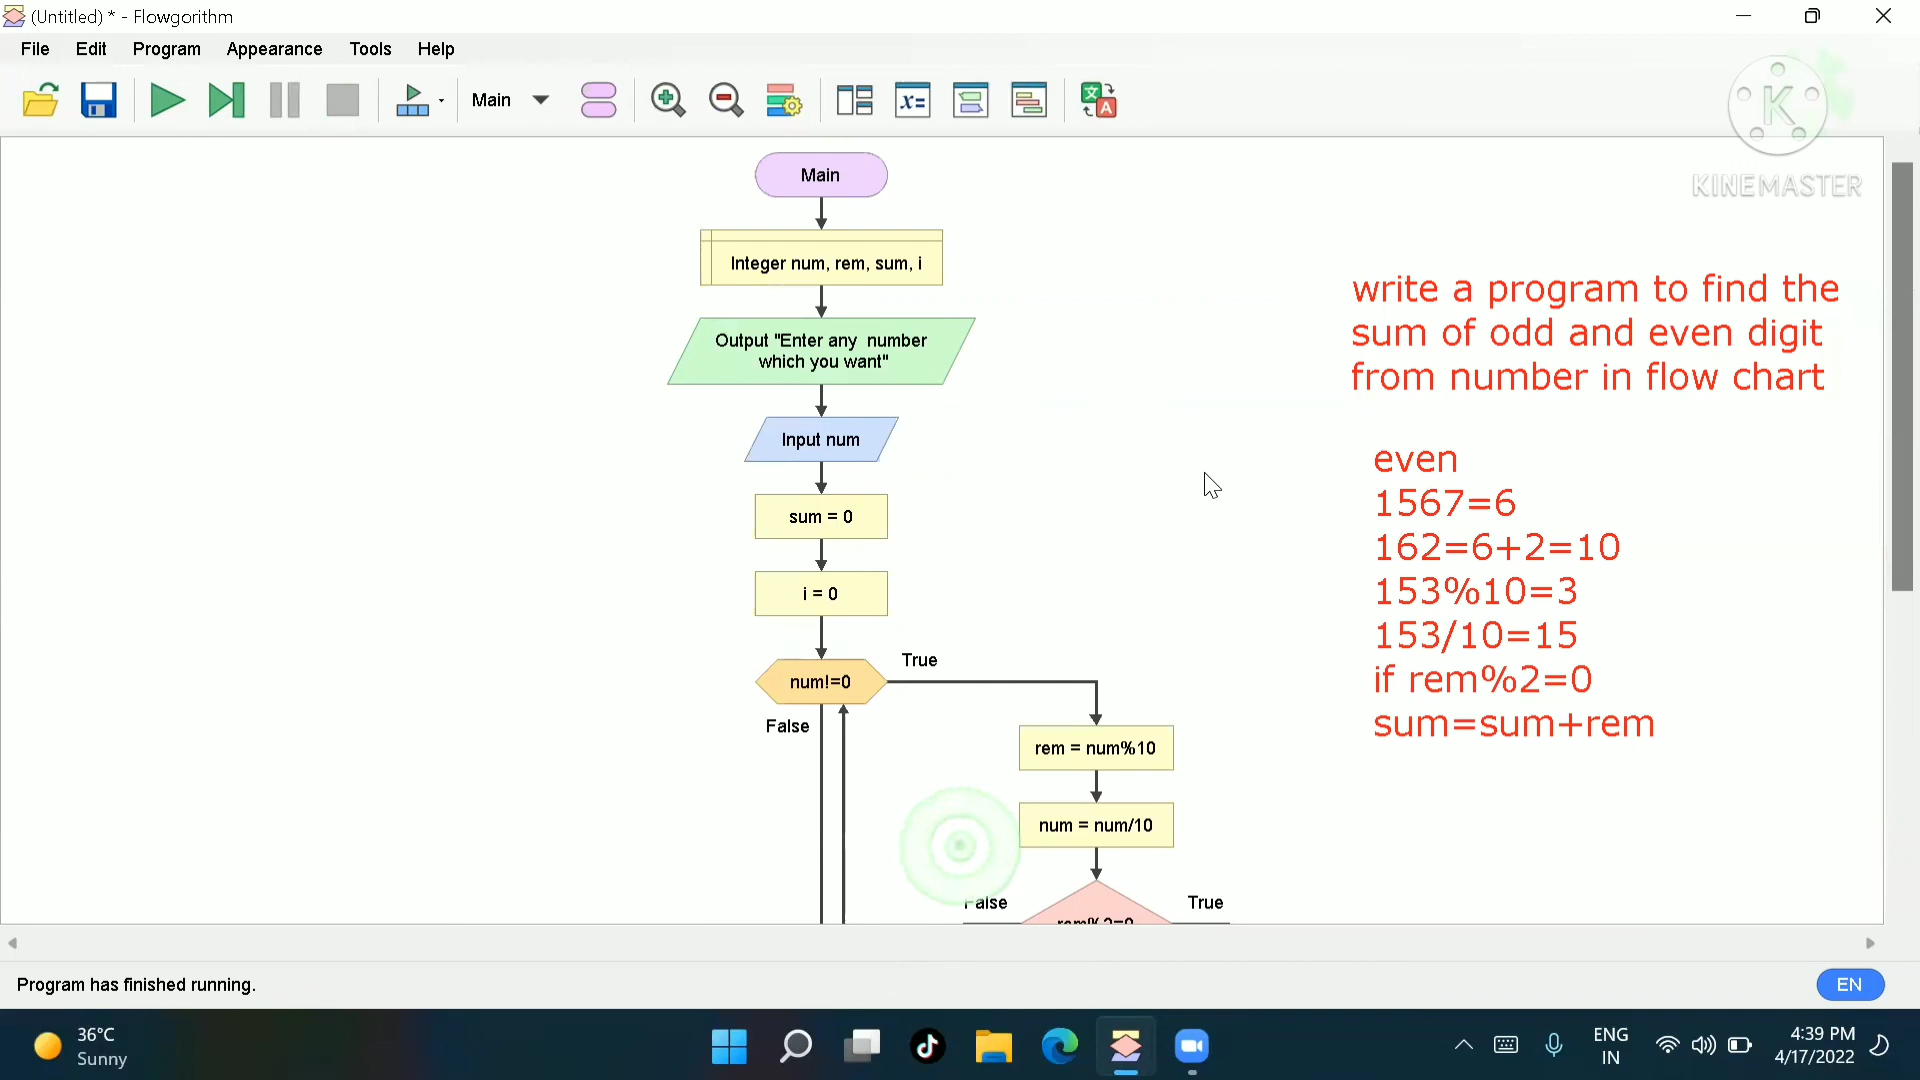 (Untitled) * - Flowgorithm
File Edit Program Appearance Tools Help
Main
K
KINEMASTER
Main
Integer num, rem, sum, i
Output "Enter any number
which you want"
Input num
sum = 0
i = 0
num!=0
True
False
rem = num%10
num = num/10
False
True
rem%2=0
write a program to find the
sum of odd and even digit
from number in flow chart
even
1567=6
162=6+2=10
153%10=3
153/10=15
if rem%2=0
sum=sum+rem
Program has finished running.
EN
36°C
Sunny
ENG
IN
4:39 PM
4/17/2022